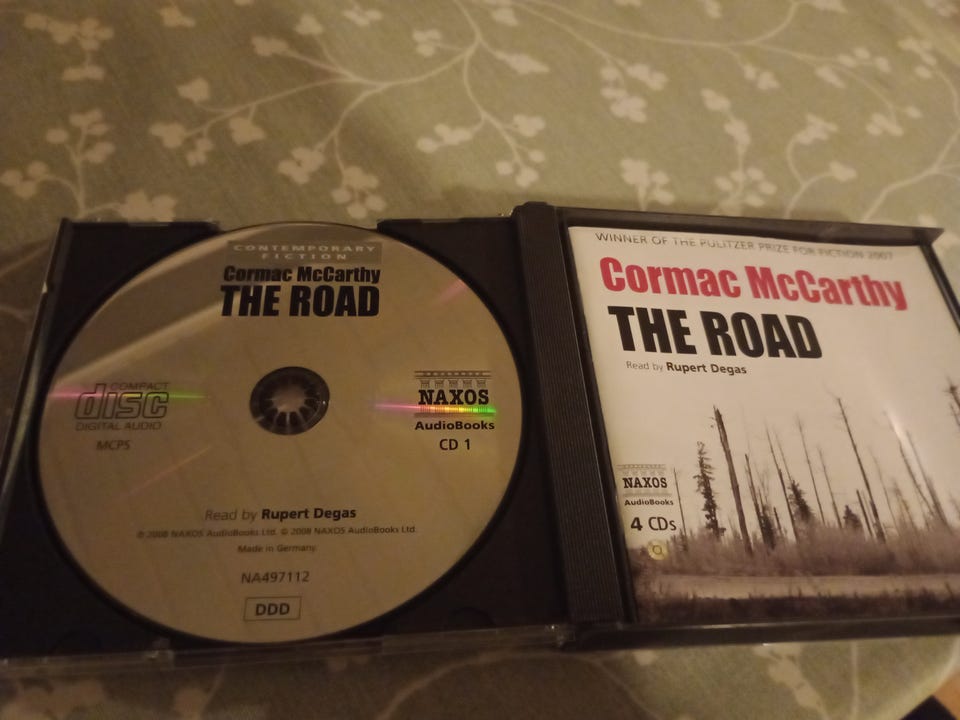 CONTEMPORARY
FICTION
Cormac McCarthy
THE ROAD
COMPACT
disc
DIGITAL AUDIO
MCPS
NAXOS
AudioBooks
CD 1
Read by Rupert Degas
℗ 2008 NAXOS AudioBooks Ltd. © 2008 NAXOS AudioBooks Ltd.
Made in Germany.
NA497112
DDD
WINNER OF THE PULITZER PRIZE FOR FICTION 2007
Cormac McCarthy
THE ROAD
Read by Rupert Degas
NAXOS
AudioBooks
4 CDs